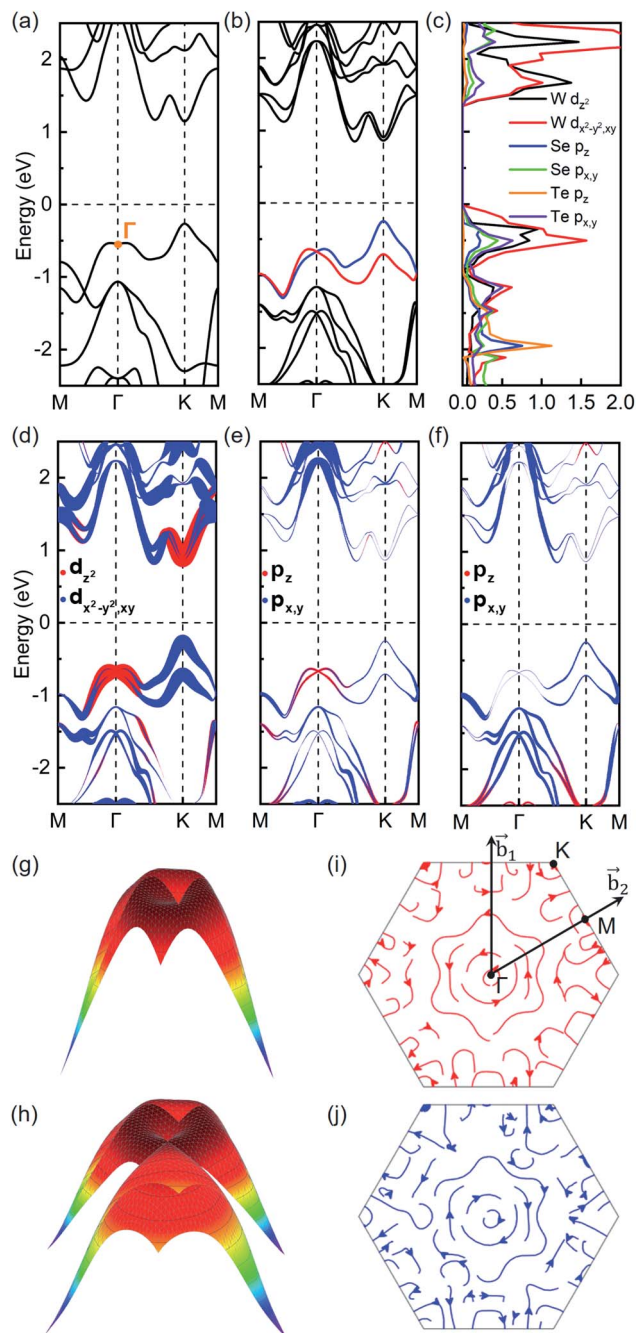 (a)
(b)
(c)
Energy (eV)
2
1
0
-1
-2
Γ
M Γ K M
M Γ K M
W d_z²
W d_x²-y²,xy
Se p_z
Se p_x,y
Te p_z
Te p_x,y
0.0 0.5 1.0 1.5 2.0
(d)
(e)
(f)
Energy (eV)
2
1
0
-1
-2
d_z²
d_x²-y²,xy
p_z
p_x,y
p_z
p_x,y
M Γ K M
M Γ K M
M Γ K M
(g)
(i)
b⃗₁
K
b⃗₂
M
Γ
(h)
(j)